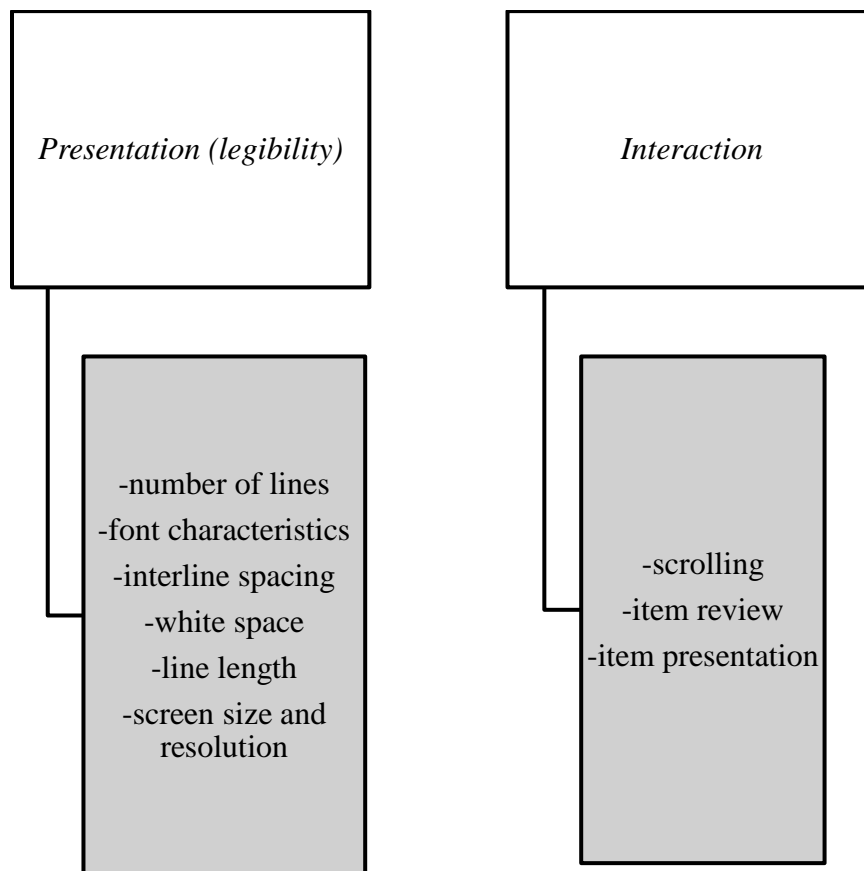 Presentation (legibility)
-number of lines
-font characteristics
-interline spacing
-white space
-line length
-screen size and
resolution
Interaction
-scrolling
-item review
-item presentation